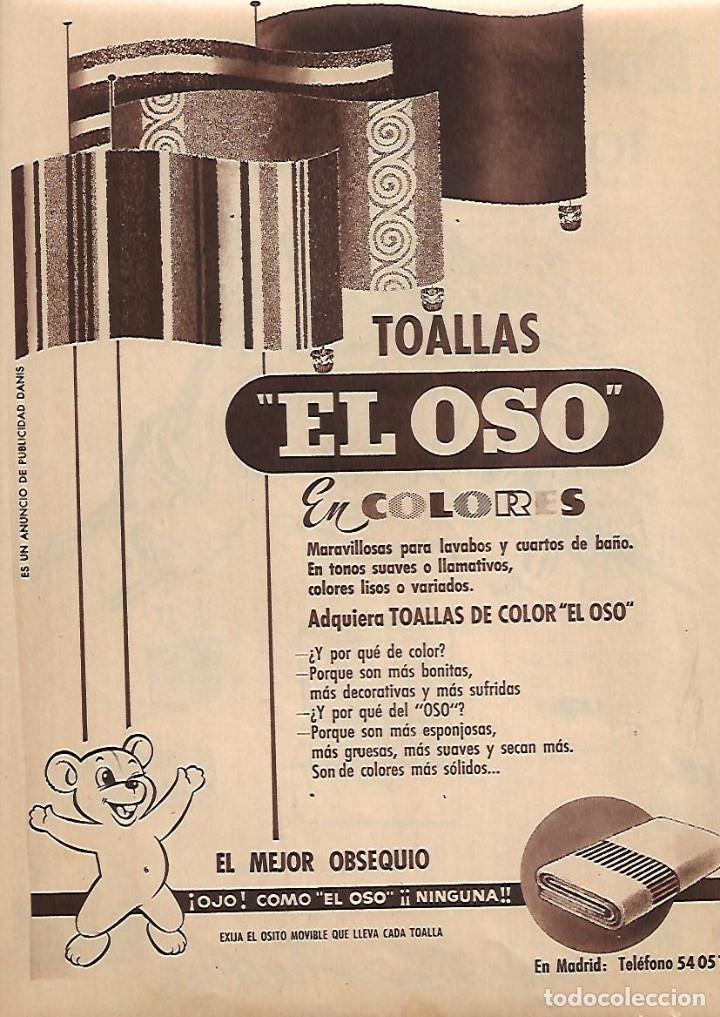 TOALLAS
"EL OSO"
En COLORES
Maravillosas para lavabos y cuartos de baño.
En tonos suaves o llamativos,
colores lisos o variados.
Adquiera TOALLAS DE COLOR "EL OSO"
—¿Y por qué de color?
—Porque son más bonitas,
más decorativas y más sufridas
—¿Y por qué del "OSO"?
—Porque son más esponjosas,
más gruesas, más suaves y secan más.
Son de colores más sólidos...
EL MEJOR OBSEQUIO
¡OJO! COMO "EL OSO" ¡¡ NINGUNA!!
EXIJA EL OSITO MOVIBLE QUE LLEVA CADA TOALLA
En Madrid: Teléfono 54 05
ES UN ANUNCIO DE PUBLICIDAD DANIS
todocoleccion
todocoleccion.net